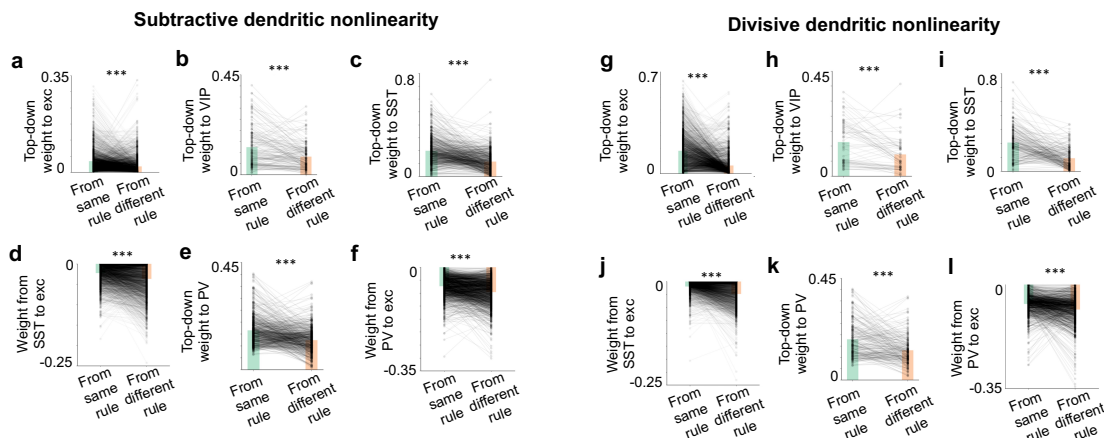 Subtractive dendritic nonlinearity
Divisive dendritic nonlinearity
a
Top-down
weight to exc
0.35
0
***
From
same
rule
From
different
rule
b
Top-down
weight to VIP
0.45
0
***
From
same
rule
From
different
rule
c
Top-down
weight to SST
0.8
0
***
From
same
rule
From
different
rule
g
Top-down
weight to exc
0.7
0
***
From
same
rule
From
different
rule
h
Top-down
weight to VIP
0.45
0
***
From
same
rule
From
different
rule
i
Top-down
weight to SST
0.8
0
***
From
same
rule
From
different
rule
d
Weight from
SST to exc
0
-0.25
***
From
same
rule
From
different
rule
e
Top-down
weight to PV
0.45
0
***
From
same
rule
From
different
rule
f
Weight from
PV to exc
0
-0.35
***
From
same
rule
From
different
rule
j
Weight from
SST to exc
0
-0.25
***
From
same
rule
From
different
rule
k
Top-down
weight to PV
0.45
0
***
From
same
rule
From
different
rule
l
Weight from
PV to exc
0
-0.35
***
From
same
rule
From
different
rule